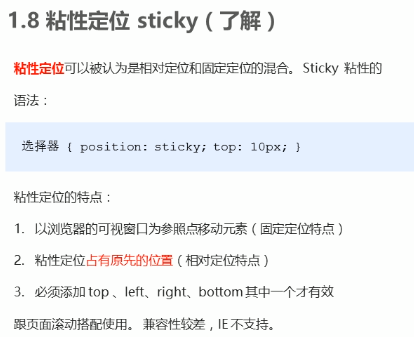 1.8 粘性定位 sticky（了解）
粘性定位可以被认为是相对定位和固定定位的混合。 Sticky 粘性的
语法：
选择器 { position: sticky; top: 10px; }
粘性定位的特点：
1. 以浏览器的可视窗口为参照点移动元素（固定定位特点）
2. 粘性定位占有原先的位置（相对定位特点）
3. 必须添加 top 、left、right、bottom 其中一个才有效
跟页面滚动搭配使用。 兼容性较差，IE 不支持。